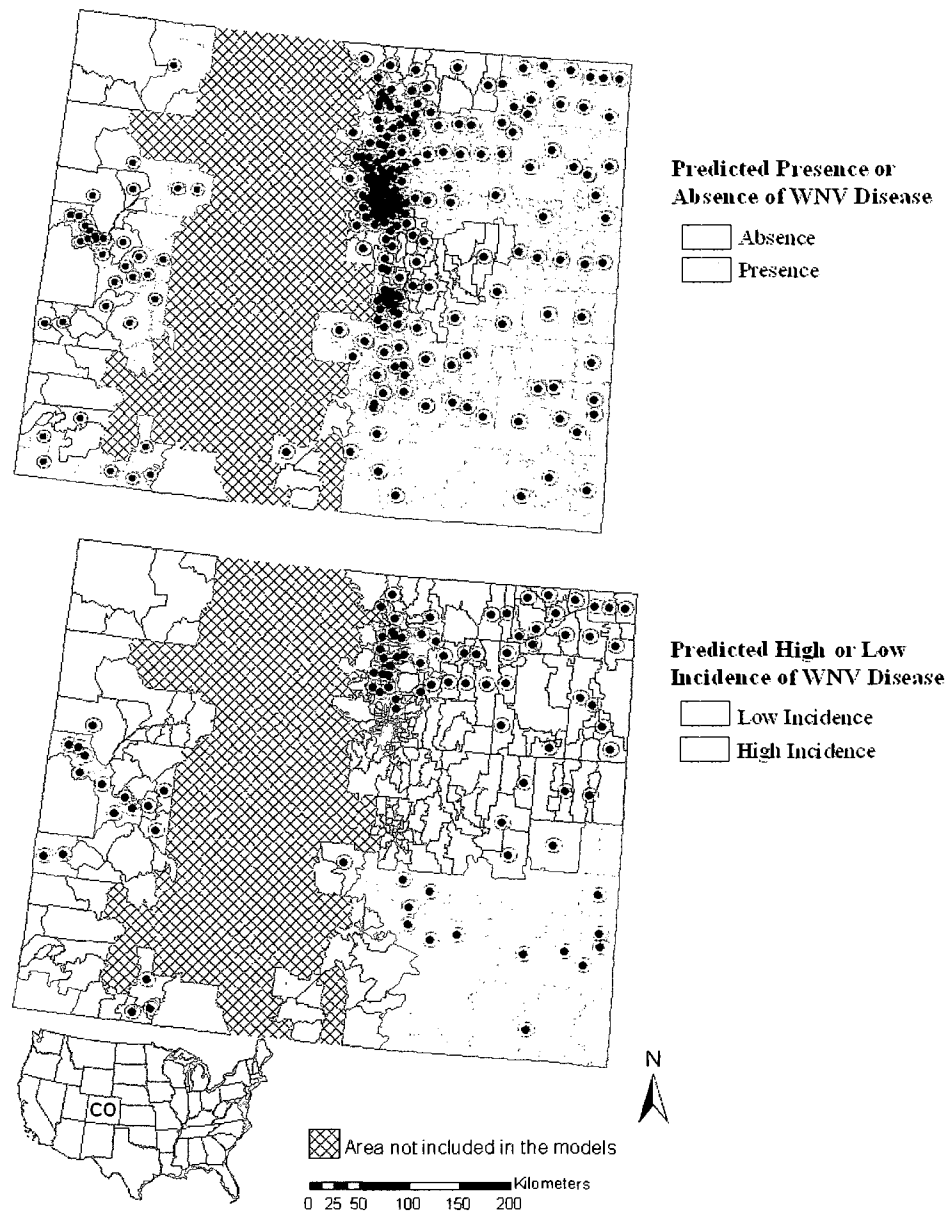 Predicted Presence or
Absence of WNV Disease
Absence
Presence
Predicted High or Low
Incidence of WNV Disease
Low Incidence
High Incidence
N
CO
Area not included in the models
Kilometers
0 25 50 100 150 200